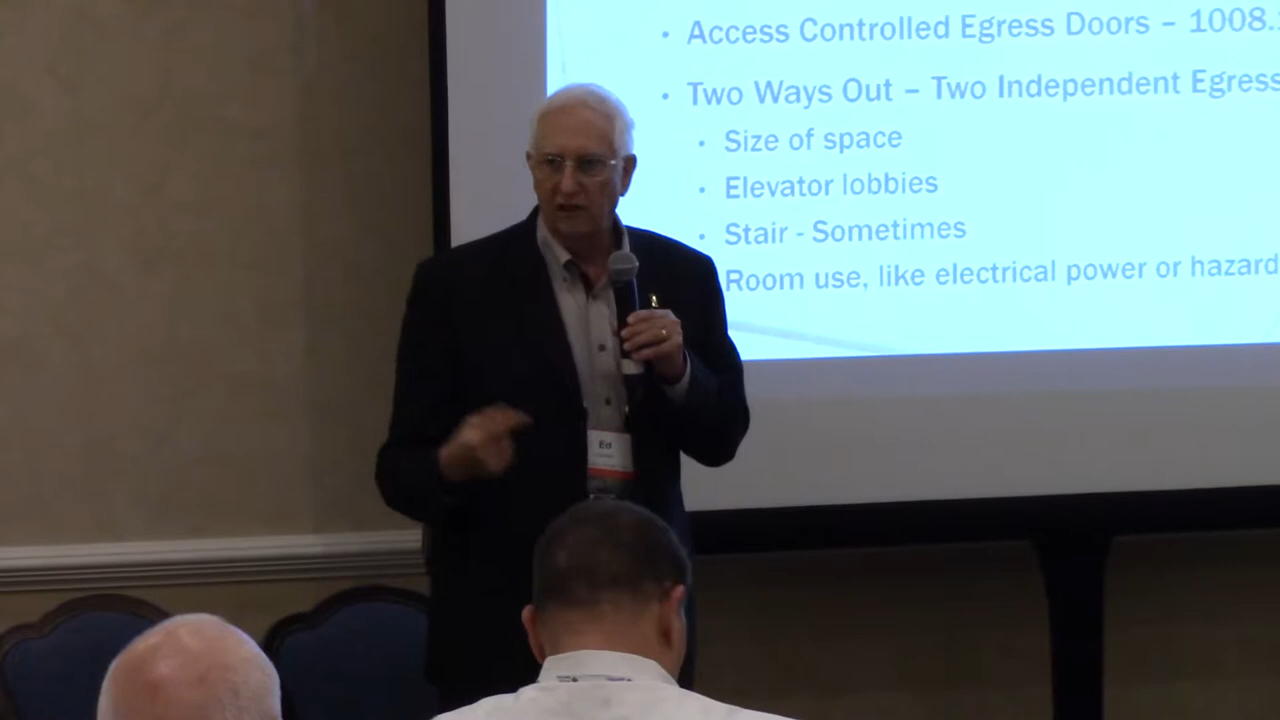 • Access Controlled Egress Doors – 1008.
• Two Ways Out – Two Independent Egress
• Size of space
• Elevator lobbies
• Stair - Sometimes
Room use, like electrical power or hazard
Ed